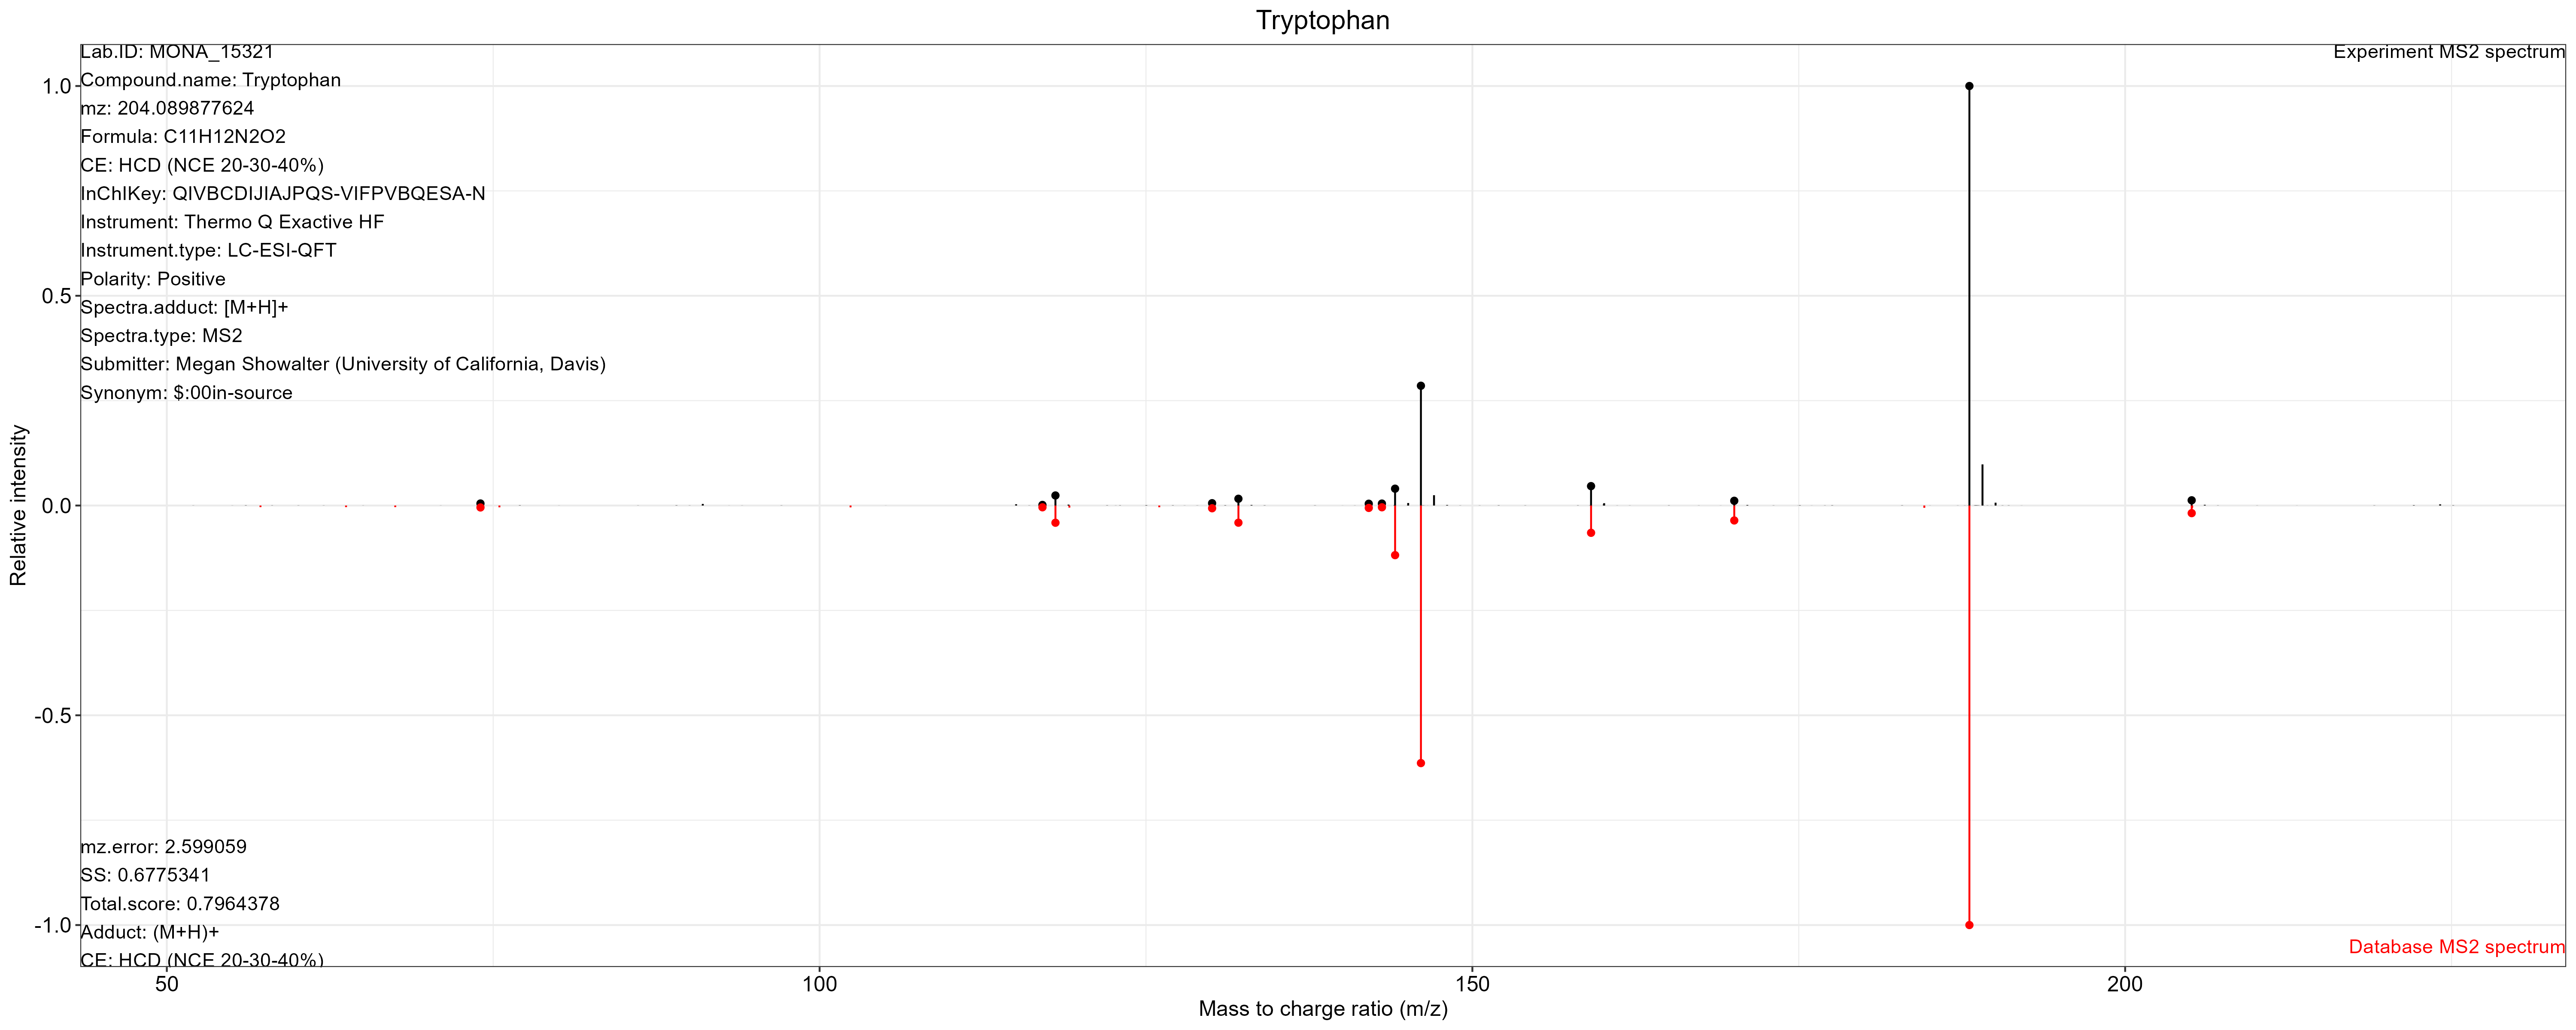 Tryptophan
Lab.ID: MONA_15321
Experiment MS2 spectrum
Compound.name: Tryptophan
mz: 204.089877624
Formula: C11H12N2O2
CE: HCD (NCE 20-30-40%)
InChIKey: QIVBCDIJIAJPQS-VIFPVBQESA-N
Instrument: Thermo Q Exactive HF
Instrument.type: LC-ESI-QFT
Polarity: Positive
Spectra.adduct: [M+H]+
Spectra.type: MS2
Submitter: Megan Showalter (University of California, Davis)
Synonym: $:00in-source
1.0
0.5
0.0
-0.5
-1.0
Relative intensity
mz.error: 2.599059
SS: 0.6775341
Total.score: 0.7964378
Adduct: (M+H)+
CE: HCD (NCE 20-30-40%)
Database MS2 spectrum
50
100
150
200
Mass to charge ratio (m/z)